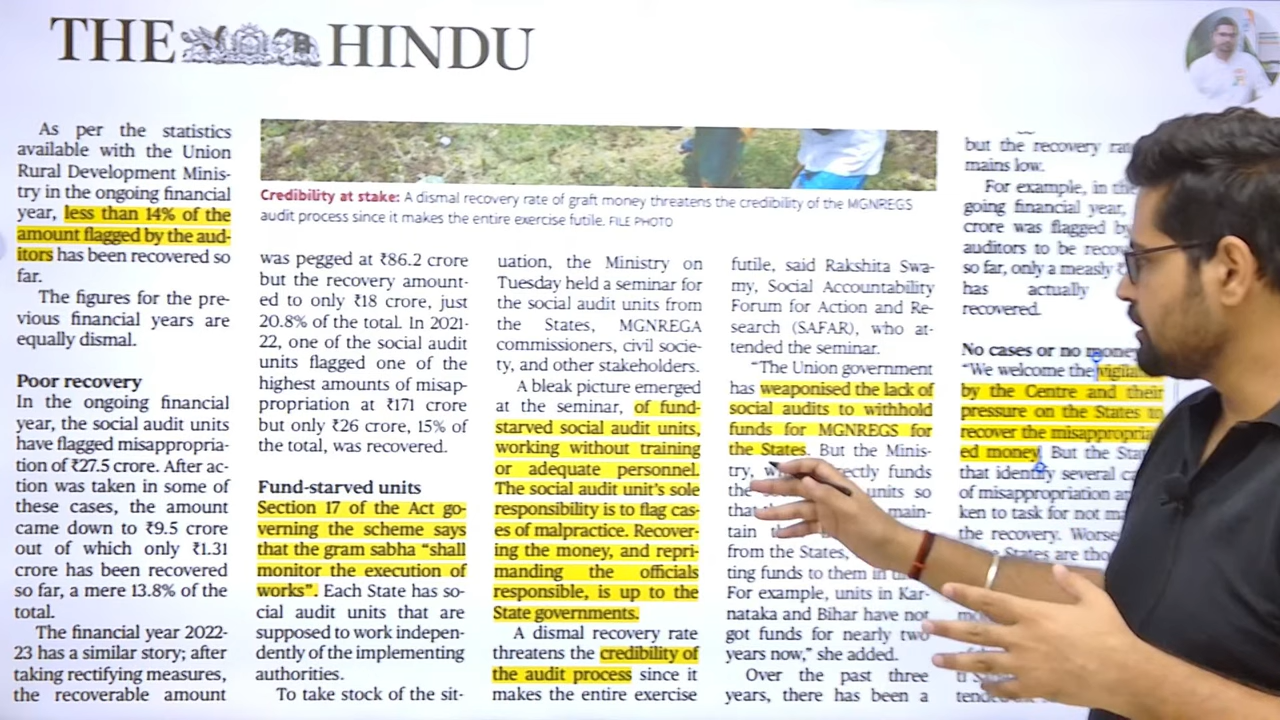 THE HINDU
As per the statistics
available with the Union
Rural Development Minis-
try in the ongoing financial
year, less than 14% of the
amount flagged by the aud-
itors has been recovered so
far.
The figures for the pre-
vious financial years are
equally dismal.
Poor recovery
In the ongoing financial
year, the social audit units
have flagged misappropria-
tion of ₹27.5 crore. After ac-
tion was taken in some of
these cases, the amount
came down to ₹9.5 crore
out of which only ₹1.31
crore has been recovered
so far, a mere 13.8% of the
total.
The financial year 2022-
23 has a similar story; after
taking rectifying measures,
the recoverable amount
Credibility at stake: A dismal recovery rate of graft money threatens the credibility of the MGNREGS
audit process since it makes the entire exercise futile. FILE PHOTO
was pegged at ₹86.2 crore
but the recovery amount-
ed to only ₹18 crore, just
20.8% of the total. In 2021-
22, one of the social audit
units flagged one of the
highest amounts of misap-
propriation at ₹171 crore
but only ₹26 crore, 15% of
the total, was recovered.
Fund-starved units
Section 17 of the Act go-
verning the scheme says
that the gram sabha “shall
monitor the execution of
works”. Each State has so-
cial audit units that are
supposed to work indepen-
dently of the implementing
authorities.
To take stock of the sit-
uation, the Ministry on
Tuesday held a seminar for
the social audit units from
the States, MGNREGA
commissioners, civil socie-
ty, and other stakeholders.
A bleak picture emerged
at the seminar, of fund-
starved social audit units,
working without training
or adequate personnel.
The social audit unit’s sole
responsibility is to flag cas-
es of malpractice. Recover-
ing the money, and repri-
manding the officials
responsible, is up to the
State governments.
A dismal recovery rate
threatens the credibility of
the audit process since it
makes the entire exercise
futile, said Rakshita Swa-
my, Social Accountability
Forum for Action and Re-
search (SAFAR), who at-
tended the seminar.
“The Union government
has weaponised the lack of
social audits to withhold
funds for MGNREGS for
the States. But the Minis-
try, funds
the units so
that main-
tain
from the States,
ting funds to them in
For example, units in Kar-
nataka and Bihar have not
got funds for nearly two
years now,” she added.
Over the past three
years, there has been a
but the recovery
mains low.
For example, in
going financial year,
crore was flagged by
auditors to be
so far, only a measly
has actually
recovered.
No cases or no money
“We welcome the
by the Centre and their
pressure on the States to
recover the misappropria
ed money. But the
that identify several
of misappropriation
ken to task for not
the recovery.
States are